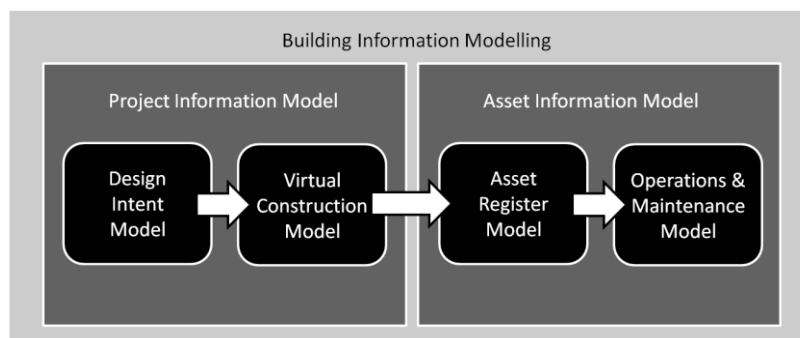 Building Information Modelling
Project Information Model
Asset Information Model
Design
Intent
Model
Virtual
Construction
Model
Asset
Register
Model
Operations &
Maintenance
Model